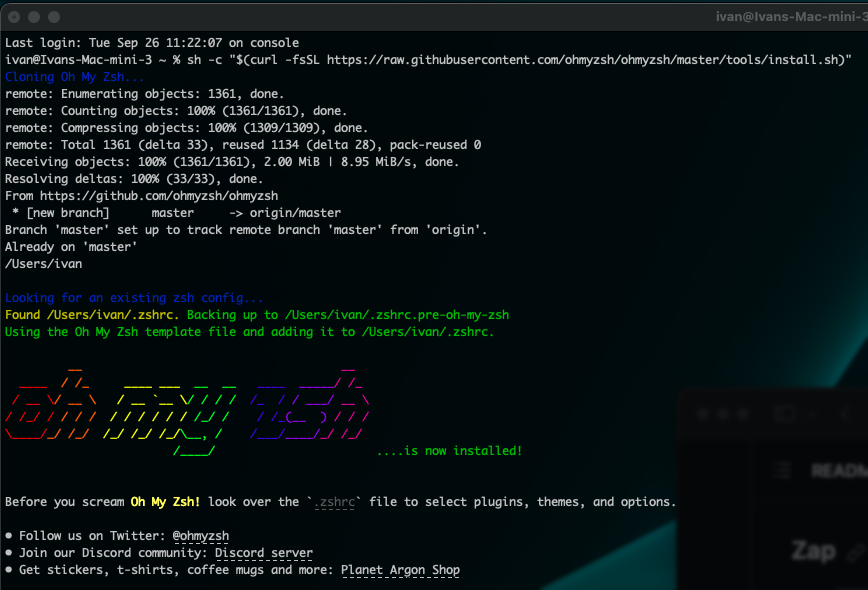 ivan@Ivans-Mac-mini-3
Last login: Tue Sep 26 11:22:07 on console
ivan@Ivans-Mac-mini-3 ~ % sh -c "$(curl -fsSL https://raw.githubusercontent.com/ohmyzsh/ohmyzsh/master/tools/install.sh)"
Cloning Oh My Zsh...
remote: Enumerating objects: 1361, done.
remote: Counting objects: 100% (1361/1361), done.
remote: Compressing objects: 100% (1309/1309), done.
remote: Total 1361 (delta 33), reused 1134 (delta 28), pack-reused 0
Receiving objects: 100% (1361/1361), 2.00 MiB | 8.95 MiB/s, done.
Resolving deltas: 100% (33/33), done.
From https://github.com/ohmyzsh/ohmyzsh
 * [new branch]      master     -> origin/master
Branch 'master' set up to track remote branch 'master' from 'origin'.
Already on 'master'
/Users/ivan
Looking for an existing zsh config...
Found /Users/ivan/.zshrc. Backing up to /Users/ivan/.zshrc.pre-oh-my-zsh
Using the Oh My Zsh template file and adding it to /Users/ivan/.zshrc.
oh my zsh
....is now installed!
Before you scream Oh My Zsh! look over the `.zshrc` file to select plugins, themes, and options.
• Follow us on Twitter: @ohmyzsh
• Join our Discord community: Discord server
• Get stickers, t-shirts, coffee mugs and more: Planet Argon Shop
README
Zap